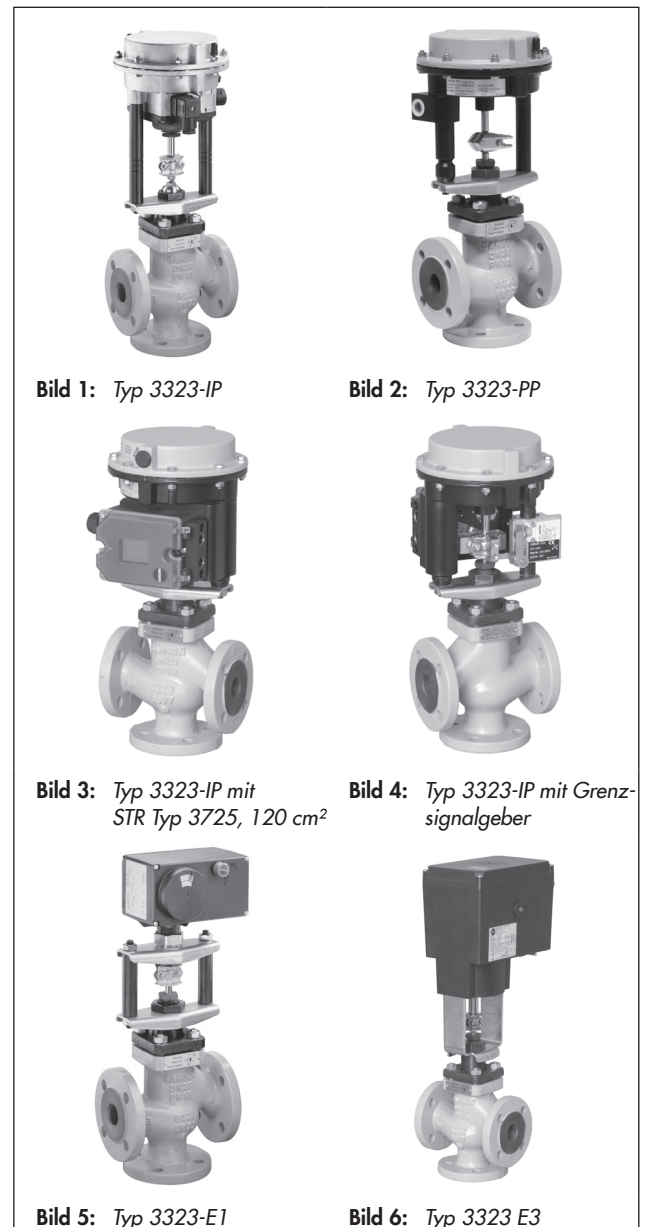 Bild 1: Typ 3323-IP
Bild 2: Typ 3323-PP
Bild 3: Typ 3323-IP mit
STR Typ 3725, 120 cm²
Bild 4: Typ 3323-IP mit Grenz-
signalgeber
Bild 5: Typ 3323-E1
Bild 6: Typ 3323 E3